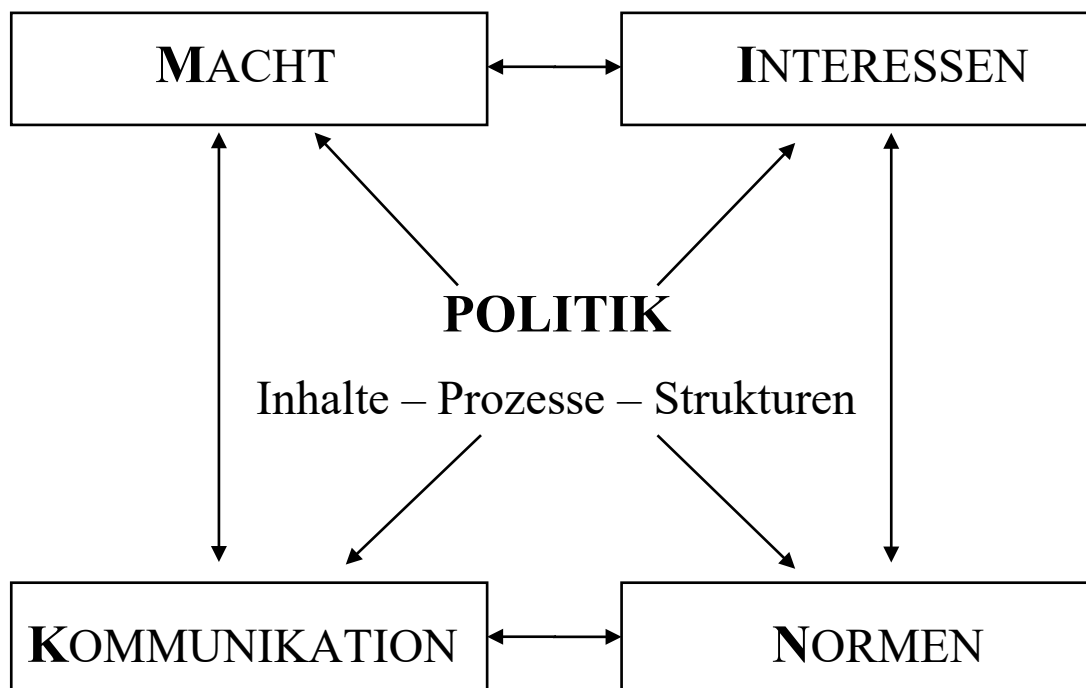 MACHT
INTERESSEN
POLITIK
Inhalte – Prozesse – Strukturen
KOMMUNIKATION
NORMEN